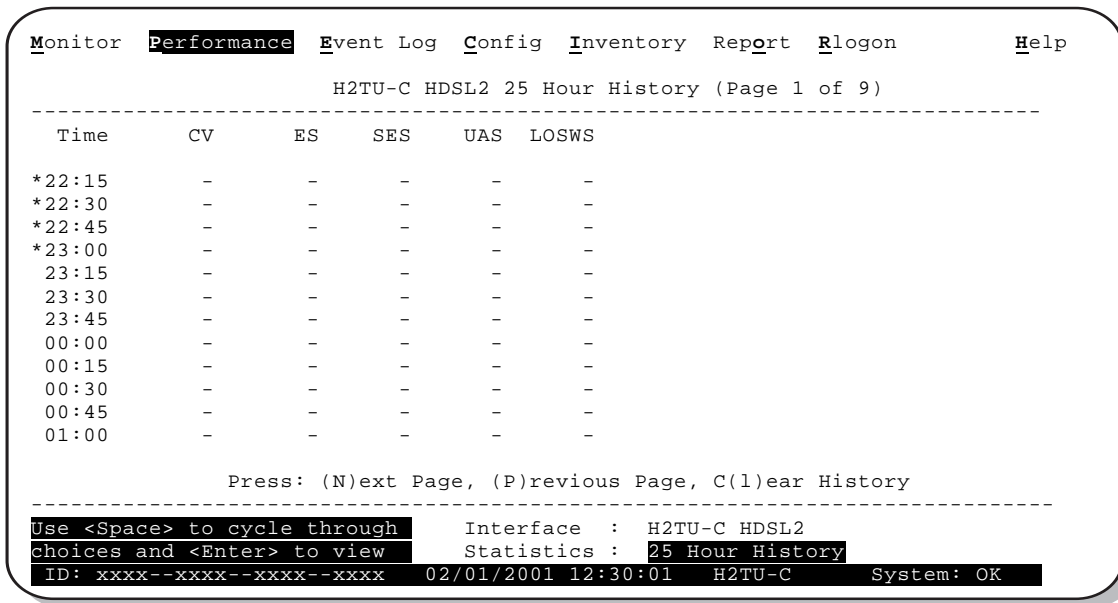 Monitor Performance Event Log Config Inventory Report Rlogon Help
H2TU-C HDSL2 25 Hour History (Page 1 of 9)
--------------------------------------------------------------------------------
Time CV ES SES UAS LOSWS
*22:15 - - - - -
*22:30 - - - - -
*22:45 - - - - -
*23:00 - - - - -
23:15 - - - - -
23:30 - - - - -
23:45 - - - - -
00:00 - - - - -
00:15 - - - - -
00:30 - - - - -
00:45 - - - - -
01:00 - - - - -
Press: (N)ext Page, (P)revious Page, C(l)ear History
--------------------------------------------------------------------------------
Use <Space> to cycle through Interface : H2TU-C HDSL2
choices and <Enter> to view Statistics : 25 Hour History
ID: xxxx--xxxx--xxxx--xxxx 02/01/2001 12:30:01 H2TU-C System: OK